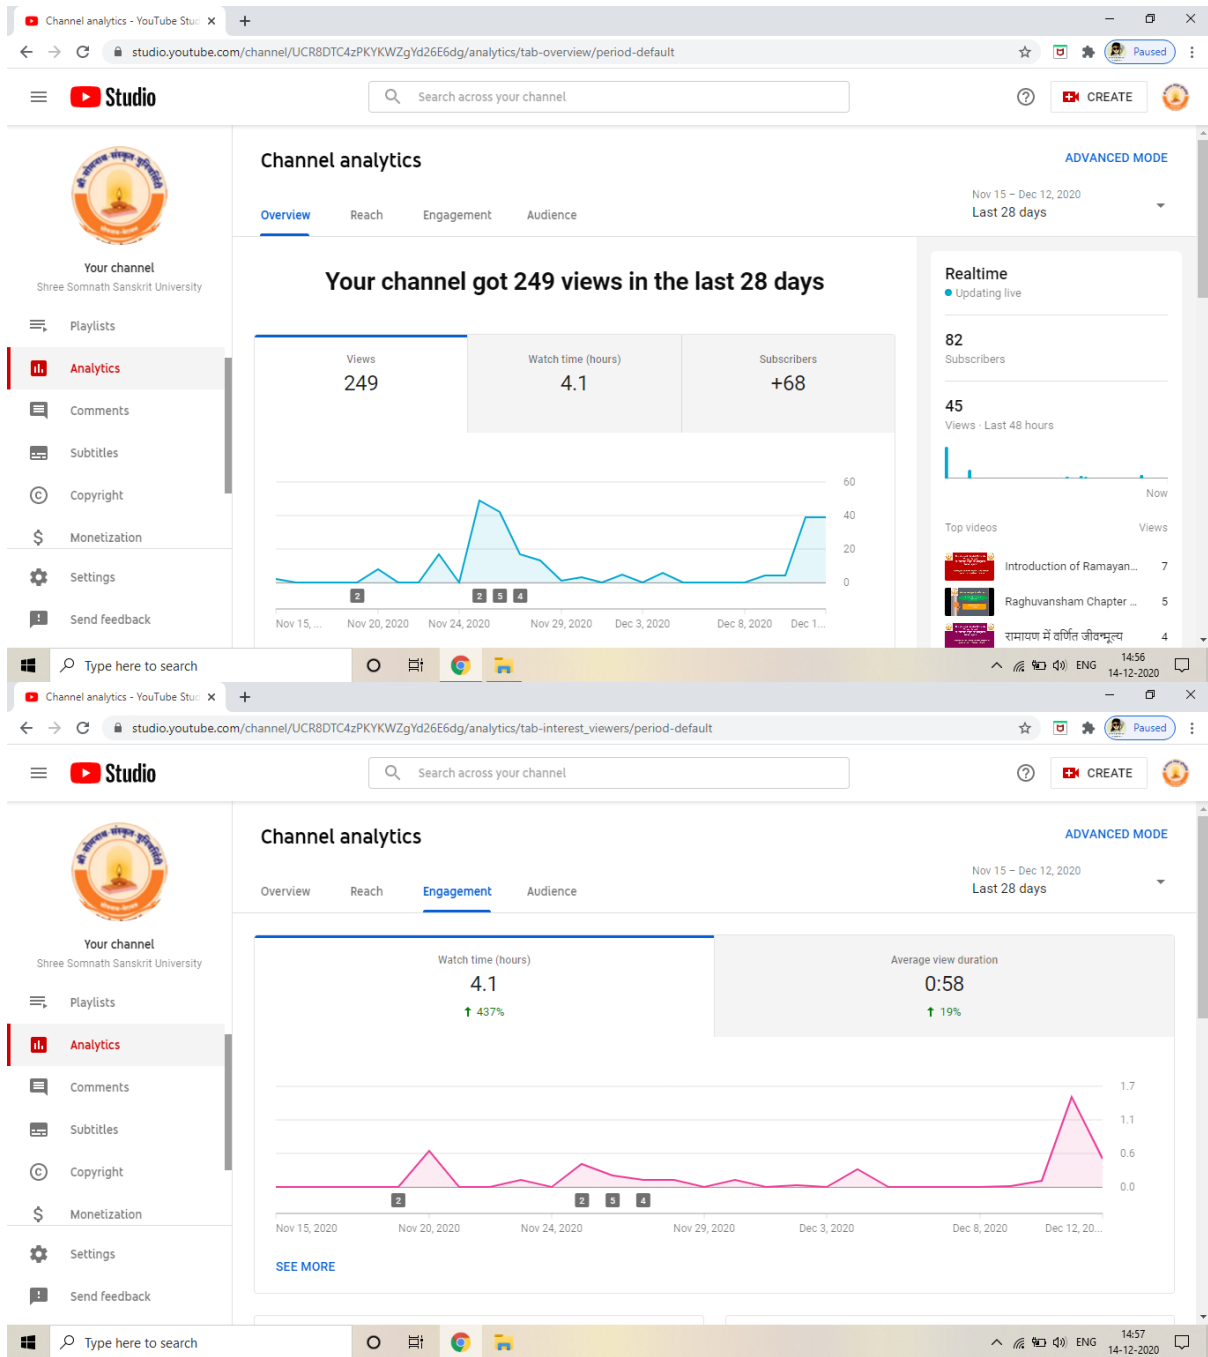 Channel analytics - YouTube Stud
studio.youtube.com/channel/UCR8DTC4zPKYKWZgYd26E6dg/analytics/tab-overview/period-default
Paused
Studio
Search across your channel
CREATE
Your channel
Shree Somnath Sanskrit University
Playlists
Analytics
Comments
Subtitles
Copyright
Monetization
Settings
Send feedback
Channel analytics
ADVANCED MODE
Overview Reach Engagement Audience
Nov 15 – Dec 12, 2020
Last 28 days
Your channel got 249 views in the last 28 days
Views
249
Watch time (hours)
4.1
Subscribers
+68
60
40
20
0
2 2 5 4
Nov 15, ... Nov 20, 2020 Nov 24, 2020 Nov 29, 2020 Dec 3, 2020 Dec 8, 2020 Dec 1...
Realtime
Updating live
82
Subscribers
45
Views · Last 48 hours
Now
Top videos Views
Introduction of Ramayan... 7
Raghuvansham Chapter ... 5
रामायण में वर्णित जीवन्मूल्य 4
Type here to search
ENG
14:56
14-12-2020
Channel analytics - YouTube Stud
studio.youtube.com/channel/UCR8DTC4zPKYKWZgYd26E6dg/analytics/tab-interest_viewers/period-default
Paused
Studio
Search across your channel
CREATE
Your channel
Shree Somnath Sanskrit University
Playlists
Analytics
Comments
Subtitles
Copyright
Monetization
Settings
Send feedback
Channel analytics
ADVANCED MODE
Overview Reach Engagement Audience
Nov 15 – Dec 12, 2020
Last 28 days
Watch time (hours)
4.1
437%
Average view duration
0:58
19%
1.7
1.1
0.6
0.0
2 2 5 4
Nov 15, 2020 Nov 20, 2020 Nov 24, 2020 Nov 29, 2020 Dec 3, 2020 Dec 8, 2020 Dec 12, 20...
SEE MORE
Type here to search
ENG
14:57
14-12-2020